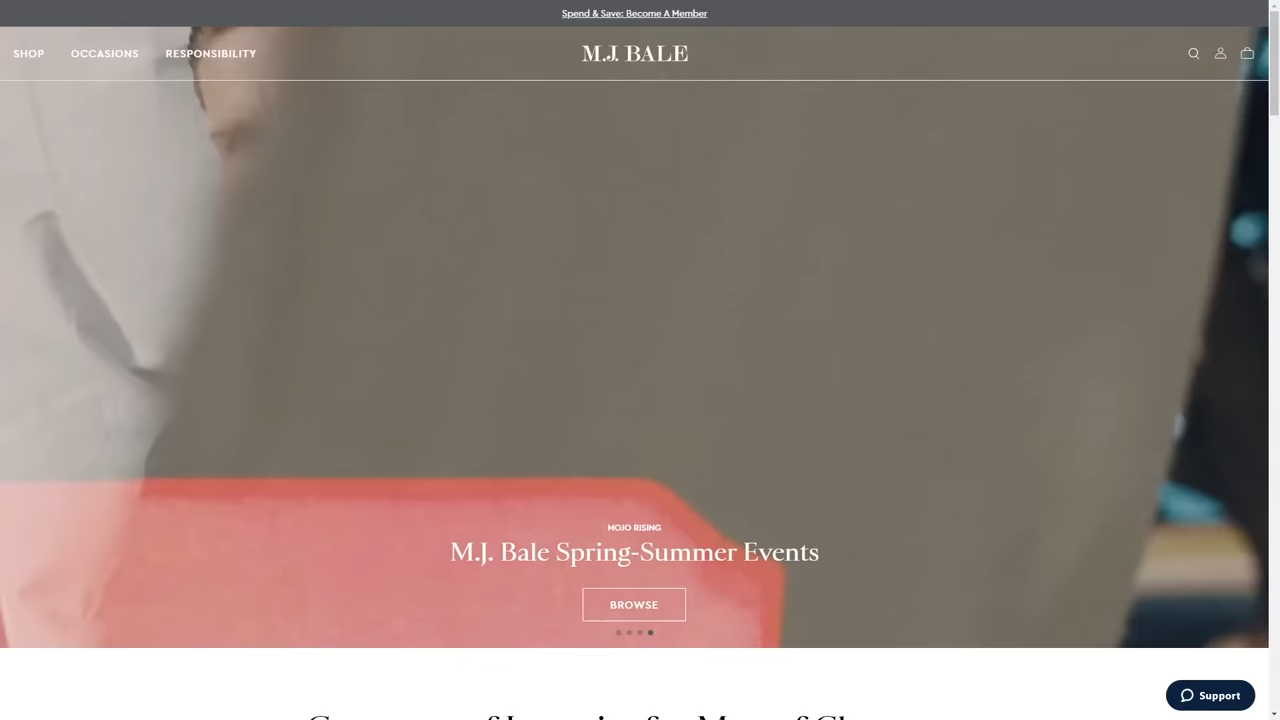 Spend & Save: Become A Member
SHOP
OCCASIONS
RESPONSIBILITY
M.J. BALE
MOJO RISING
M.J. Bale Spring-Summer Events
BROWSE
Support